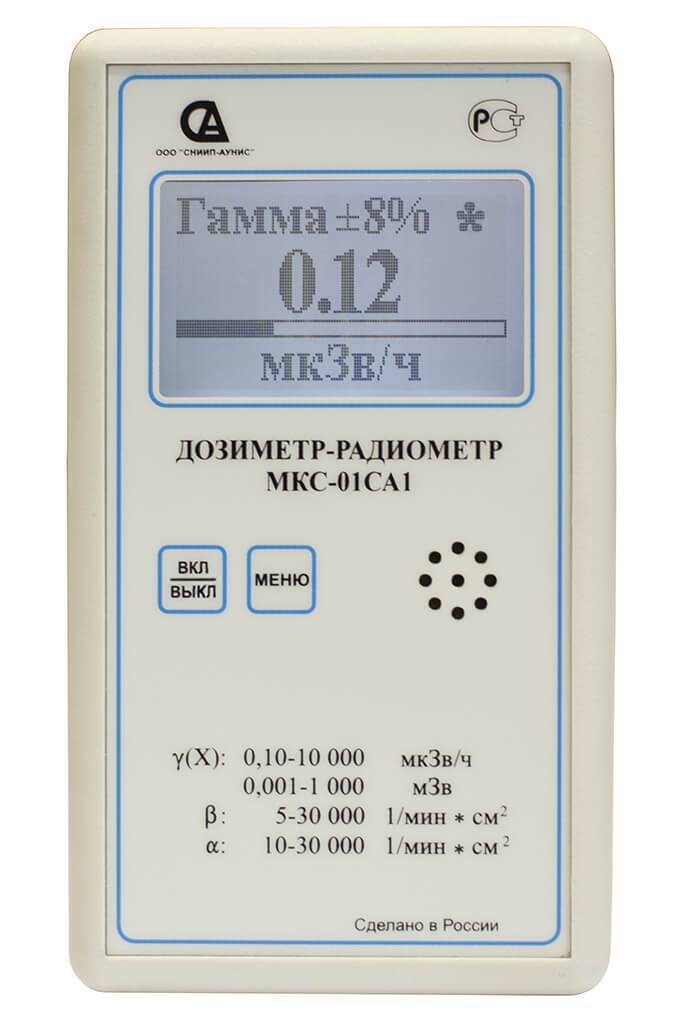 СА
ООО "СНИИП-АУНИС"
РСТ
Гамма ±8% *
0.12
мкЗв/ч
ДОЗИМЕТР-РАДИОМЕТР
МКС-01СА1
ВКЛ
ВЫКЛ
МЕНЮ
γ(X): 0,10-10 000 мкЗв/ч
0,001-1 000 мЗв
β: 5-30 000 1/мин * см²
α: 10-30 000 1/мин * см²
Сделано в России